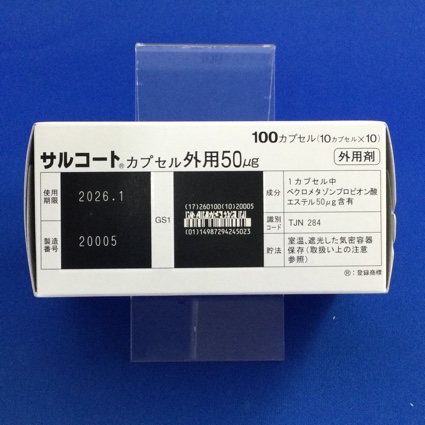 100カプセル(10カプセル×10)
サルコート®カプセル外用50μg
外用剤
使用
期限
2026.1
製造
番号
20005
GS1
(17)260100(10)20005
(01)14987294245023
成分
1カプセル中
ベクロメタゾンプロピオン酸
エステル50μg含有
識別
コード
TJN 284
貯法
室温、遮光した気密容器
保存(取扱い上の注意
参照)
®:登録商標